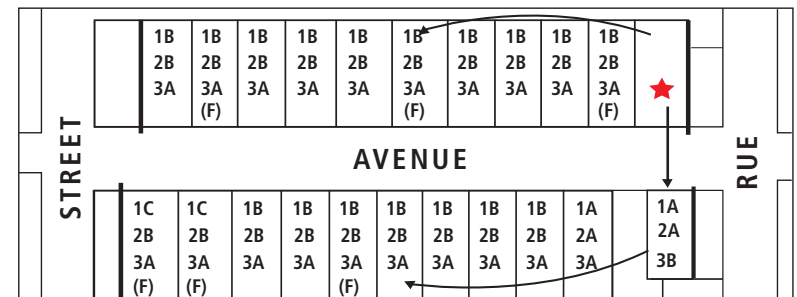 1B 1B 1B 1B 1B 1B 1B 1B 1B 1B
2B 2B 2B 2B 2B 2B 2B 2B 2B 2B
3A 3A 3A 3A 3A 3A 3A 3A 3A 3A
(F) (F) (F)
STREET
AVENUE
RUE
1C 1C 1B 1B 1B 1B 1B 1B 1B 1A 1A
2B 2B 2B 2B 2B 2B 2B 2B 2B 2A 2A
3A 3A 3A 3A 3A 3A 3A 3A 3A 3A 3B
(F) (F) (F)